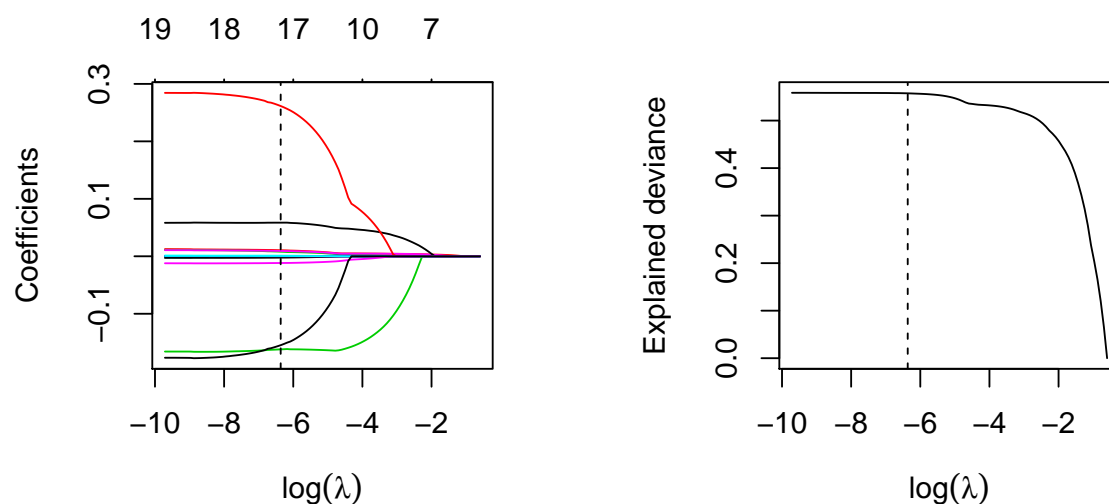 19 18 17 10 7
Coefficients
0.3
0.1
−0.1
−10 −8 −6 −4 −2
log(λ)
Explained deviance
0.4
0.2
0.0
−10 −8 −6 −4 −2
log(λ)